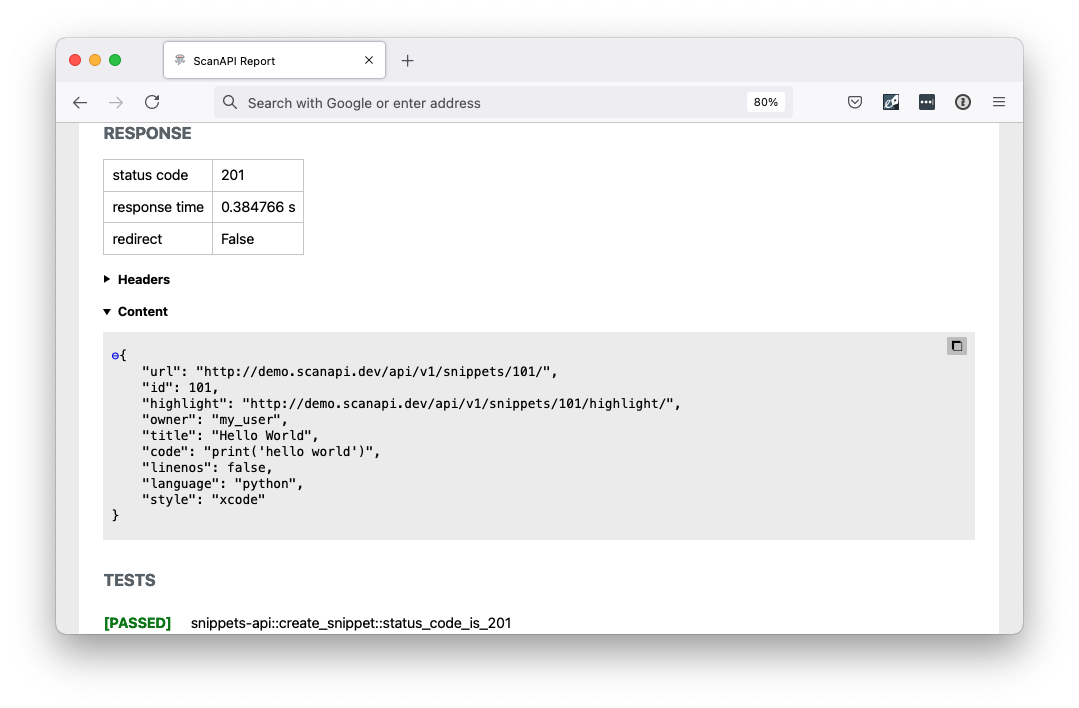 ScanAPI Report
Search with Google or enter address
80%
RESPONSE
status code 201
response time 0.384766 s
redirect False
Headers
Content
{
"url": "http://demo.scanapi.dev/api/v1/snippets/101/",
"id": 101,
"highlight": "http://demo.scanapi.dev/api/v1/snippets/101/highlight/",
"owner": "my_user",
"title": "Hello World",
"code": "print('hello world')",
"linenos": false,
"language": "python",
"style": "xcode"
}
TESTS
[PASSED] snippets-api::create_snippet::status_code_is_201